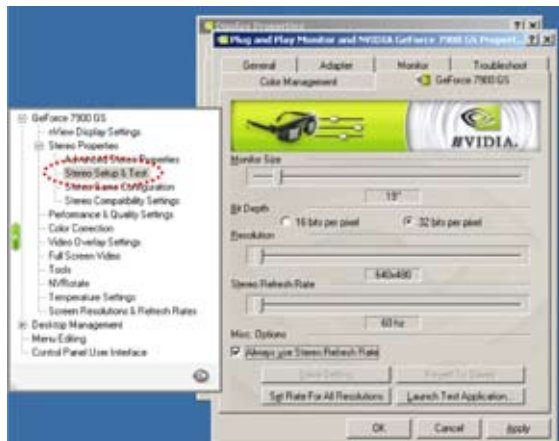 Display Properties
Plug and Play Monitor and NVIDIA GeForce 7900 GS Propert...
General
Adapter
Monitor
Troubleshoot
Color Management
GeForce 7900 GS
NVIDIA.
GeForce 7900 GS
nView Display Settings
Stereo Properties
Advanced Stereo Properties
Stereo Setup & Test
Stereo Game Configuration
Stereo Compatibility Settings
Performance & Quality Settings
Color Correction
Video Overlay Settings
Full Screen Video
Tools
NVRotate
Temperature Settings
Screen Resolutions & Refresh Rates
Desktop Management
Menu Editing
Control Panel User Interface
Monitor Size
19"
Bit Depth
16 bits per pixel
32 bits per pixel
Resolution
640x480
Stereo Refresh Rate
60 hz
Misc. Options
Always use Stereo Refresh Rate
Save Setting
Set Rate For All Resolutions
Launch Test Application...
OK
Cancel
Apply